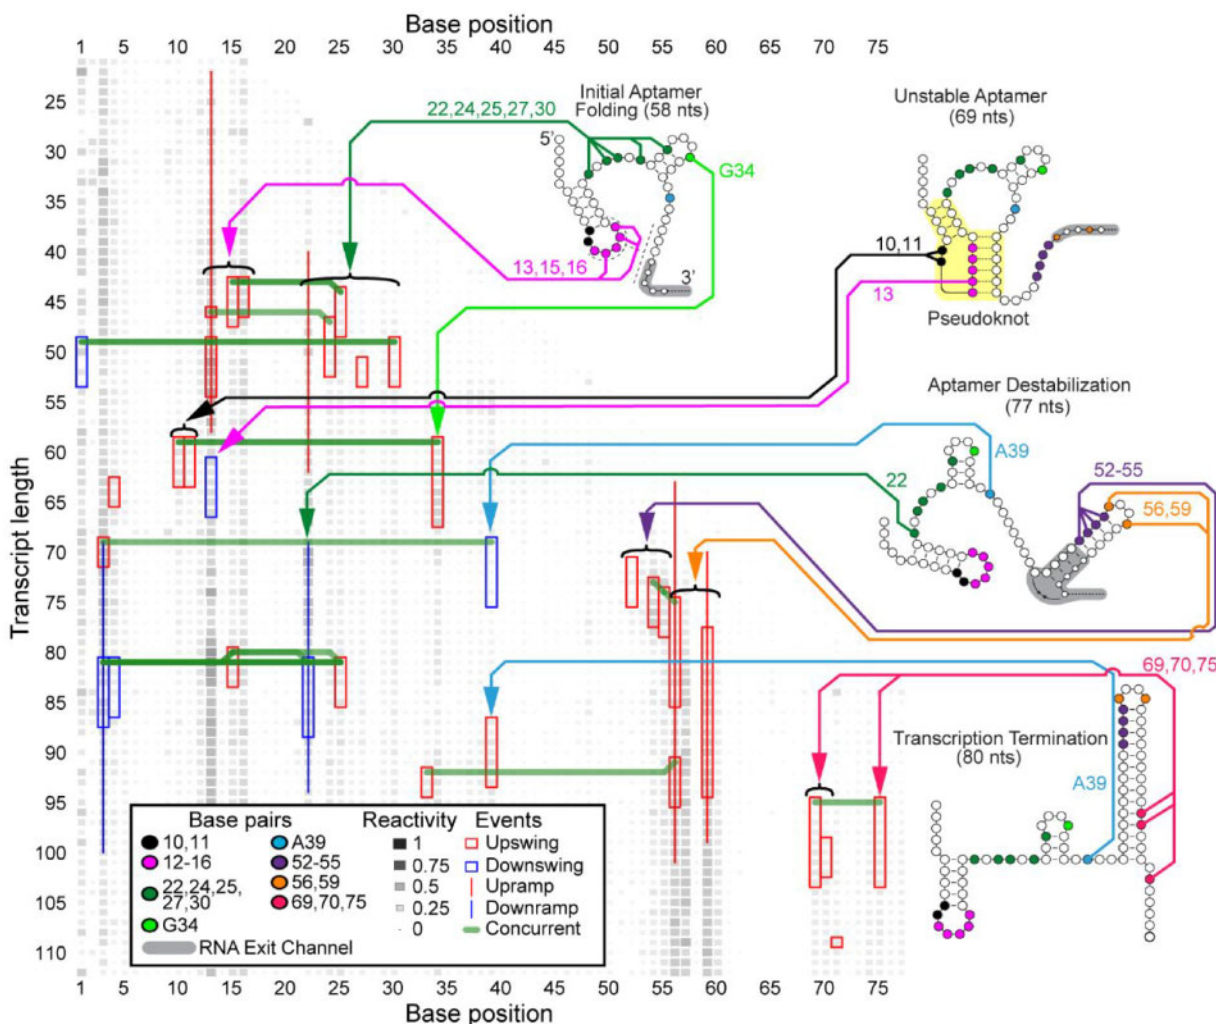 Base position
1 5 10 15 20 25 30 35 40 45 50 55 60 65 70 75
Transcript length
25
30
35
40
45
50
55
60
65
70
75
80
85
90
95
100
105
110
Initial Aptamer
Folding (58 nts)
22,24,25,27,30
5'
G34
13,15,16
3'
Unstable Aptamer
(69 nts)
10,11
13
Pseudoknot
Aptamer Destabilization
(77 nts)
A39
52-55
22
56,59
69,70,75
Transcription Termination
(80 nts)
A39
Base pairs
10,11
12-16
22,24,25,
27,30
G34
A39
52-55
56,59
69,70,75
RNA Exit Channel
Reactivity
1
0.75
0.5
0.25
0
Events
Upswing
Downswing
Upramp
Downramp
Concurrent
1 5 10 15 20 25 30 35 40 45 50 55 60 65 70 75
Base position